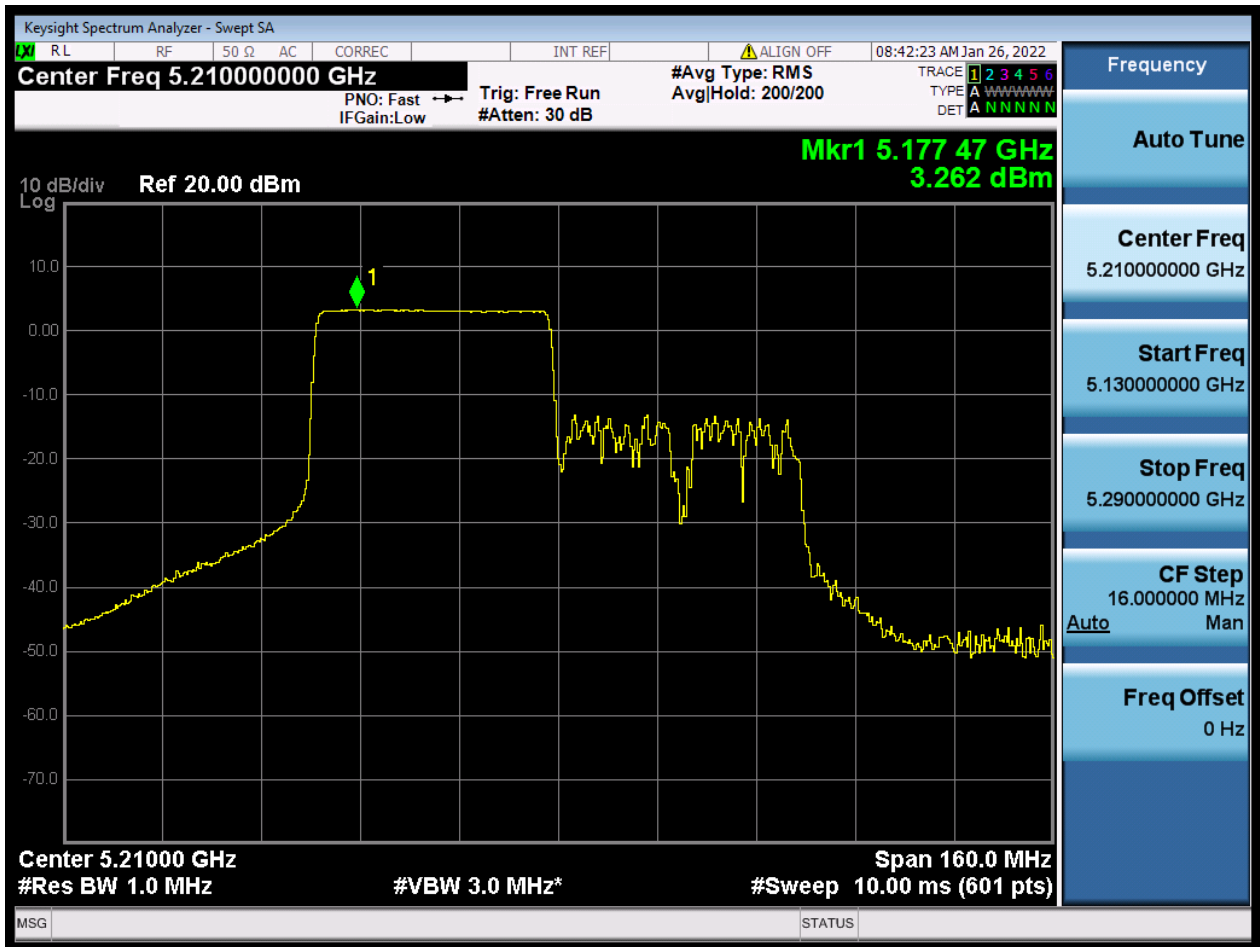 Keysight Spectrum Analyzer - Swept SA
LXI RL RF 50 Ω AC CORREC INT REF ALIGN OFF 08:42:23 AM Jan 26, 2022
Center Freq 5.210000000 GHz
PNO: Fast
IFGain:Low
Trig: Free Run
#Atten: 30 dB
#Avg Type: RMS
Avg|Hold: 200/200
TRACE 1 2 3 4 5 6
TYPE A WWWWW
DET A N N N N N
Mkr1 5.177 47 GHz
3.262 dBm
10 dB/div Ref 20.00 dBm
Log
1
10.0
0.00
-10.0
-20.0
-30.0
-40.0
-50.0
-60.0
-70.0
Center 5.21000 GHz Span 160.0 MHz
#Res BW 1.0 MHz #VBW 3.0 MHz* #Sweep 10.00 ms (601 pts)
MSG STATUS
Frequency
Auto Tune
Center Freq
5.210000000 GHz
Start Freq
5.130000000 GHz
Stop Freq
5.290000000 GHz
CF Step
16.000000 MHz
Auto Man
Freq Offset
0 Hz